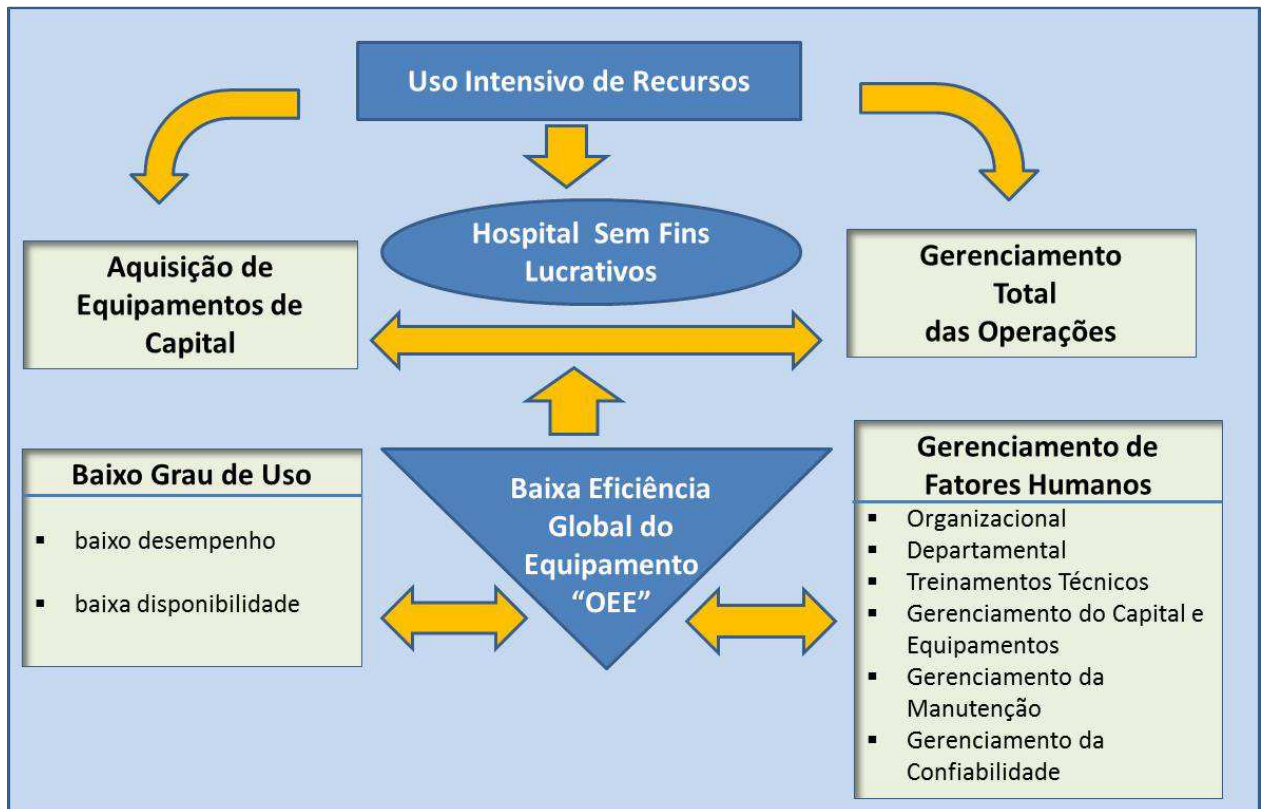 Uso Intensivo de Recursos
Hospital Sem Fins
Lucrativos
Aquisição de
Equipamentos de
Capital
Gerenciamento
Total
das Operações
Baixo Grau de Uso
▪ baixo desempenho
▪ baixa disponibilidade
Baixa Eficiência
Global do
Equipamento
“OEE”
Gerenciamento de
Fatores Humanos
▪ Organizacional
▪ Departamental
▪ Treinamentos Técnicos
▪ Gerenciamento do Capital e
Equipamentos
▪ Gerenciamento da
Manutenção
▪ Gerenciamento da
Confiabilidade